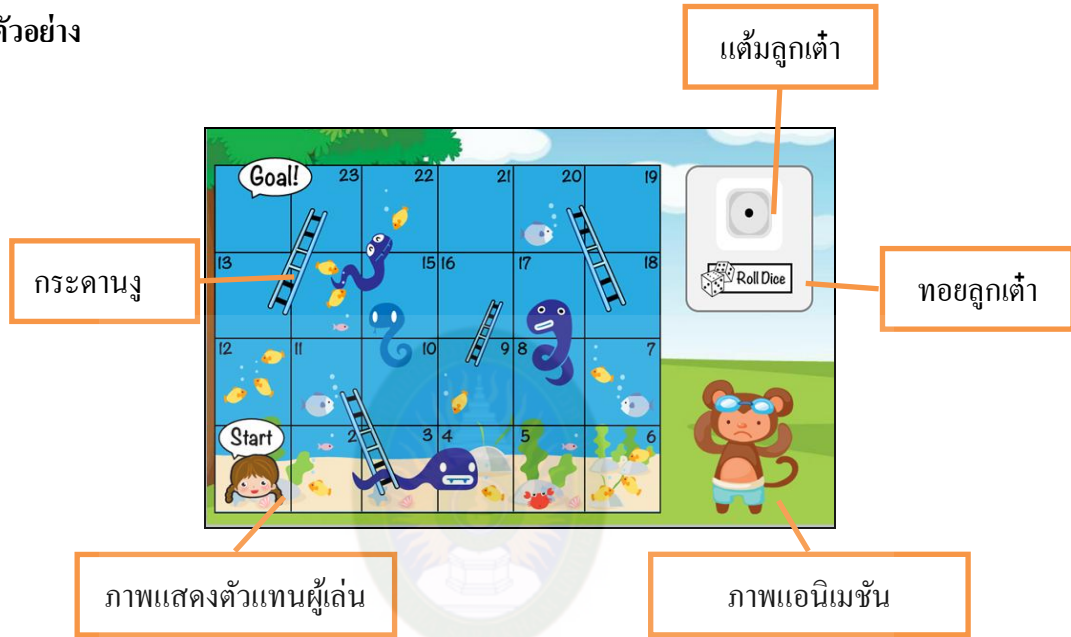 ตัวอย่าง
แต้มลูกเต๋า
Goal!
23
22
21
20
19
13
15
16
17
18
Roll Dice
กระดานงู
ทอยลูกเต๋า
12
11
10
9
8
7
Start
2
3
4
5
6
ภาพแสดงตัวแทนผู้เล่น
ภาพแอนิเมชัน